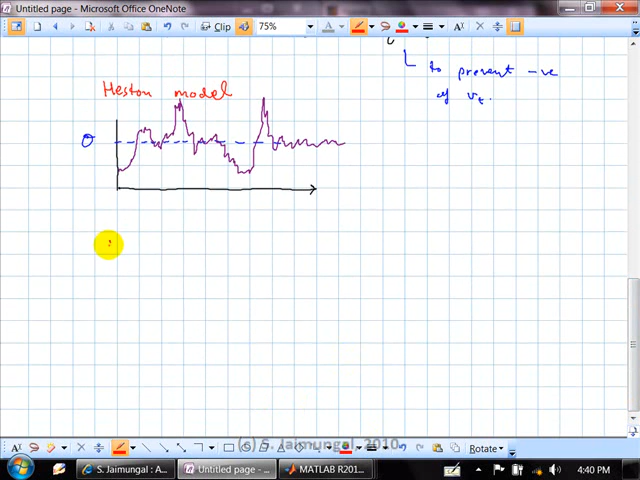 Untitled page - Microsoft Office OneNote
Clip
75%
to prevent -ve
of vt.
Heston model
θ
(c) S. Jaimungal, 2010
Rotate
S. Jaimungal : A...
Untitled page - ...
MATLAB R201...
4:40 PM